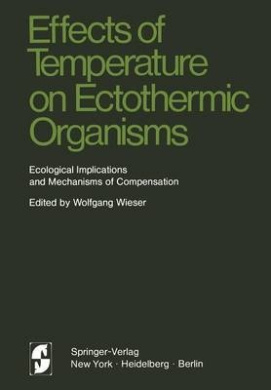 Effects of
Temperature
on Ectothermic
Organisms
Ecological Implications
and Mechanisms of Compensation
Edited by Wolfgang Wieser
Springer-Verlag
New York · Heidelberg · Berlin